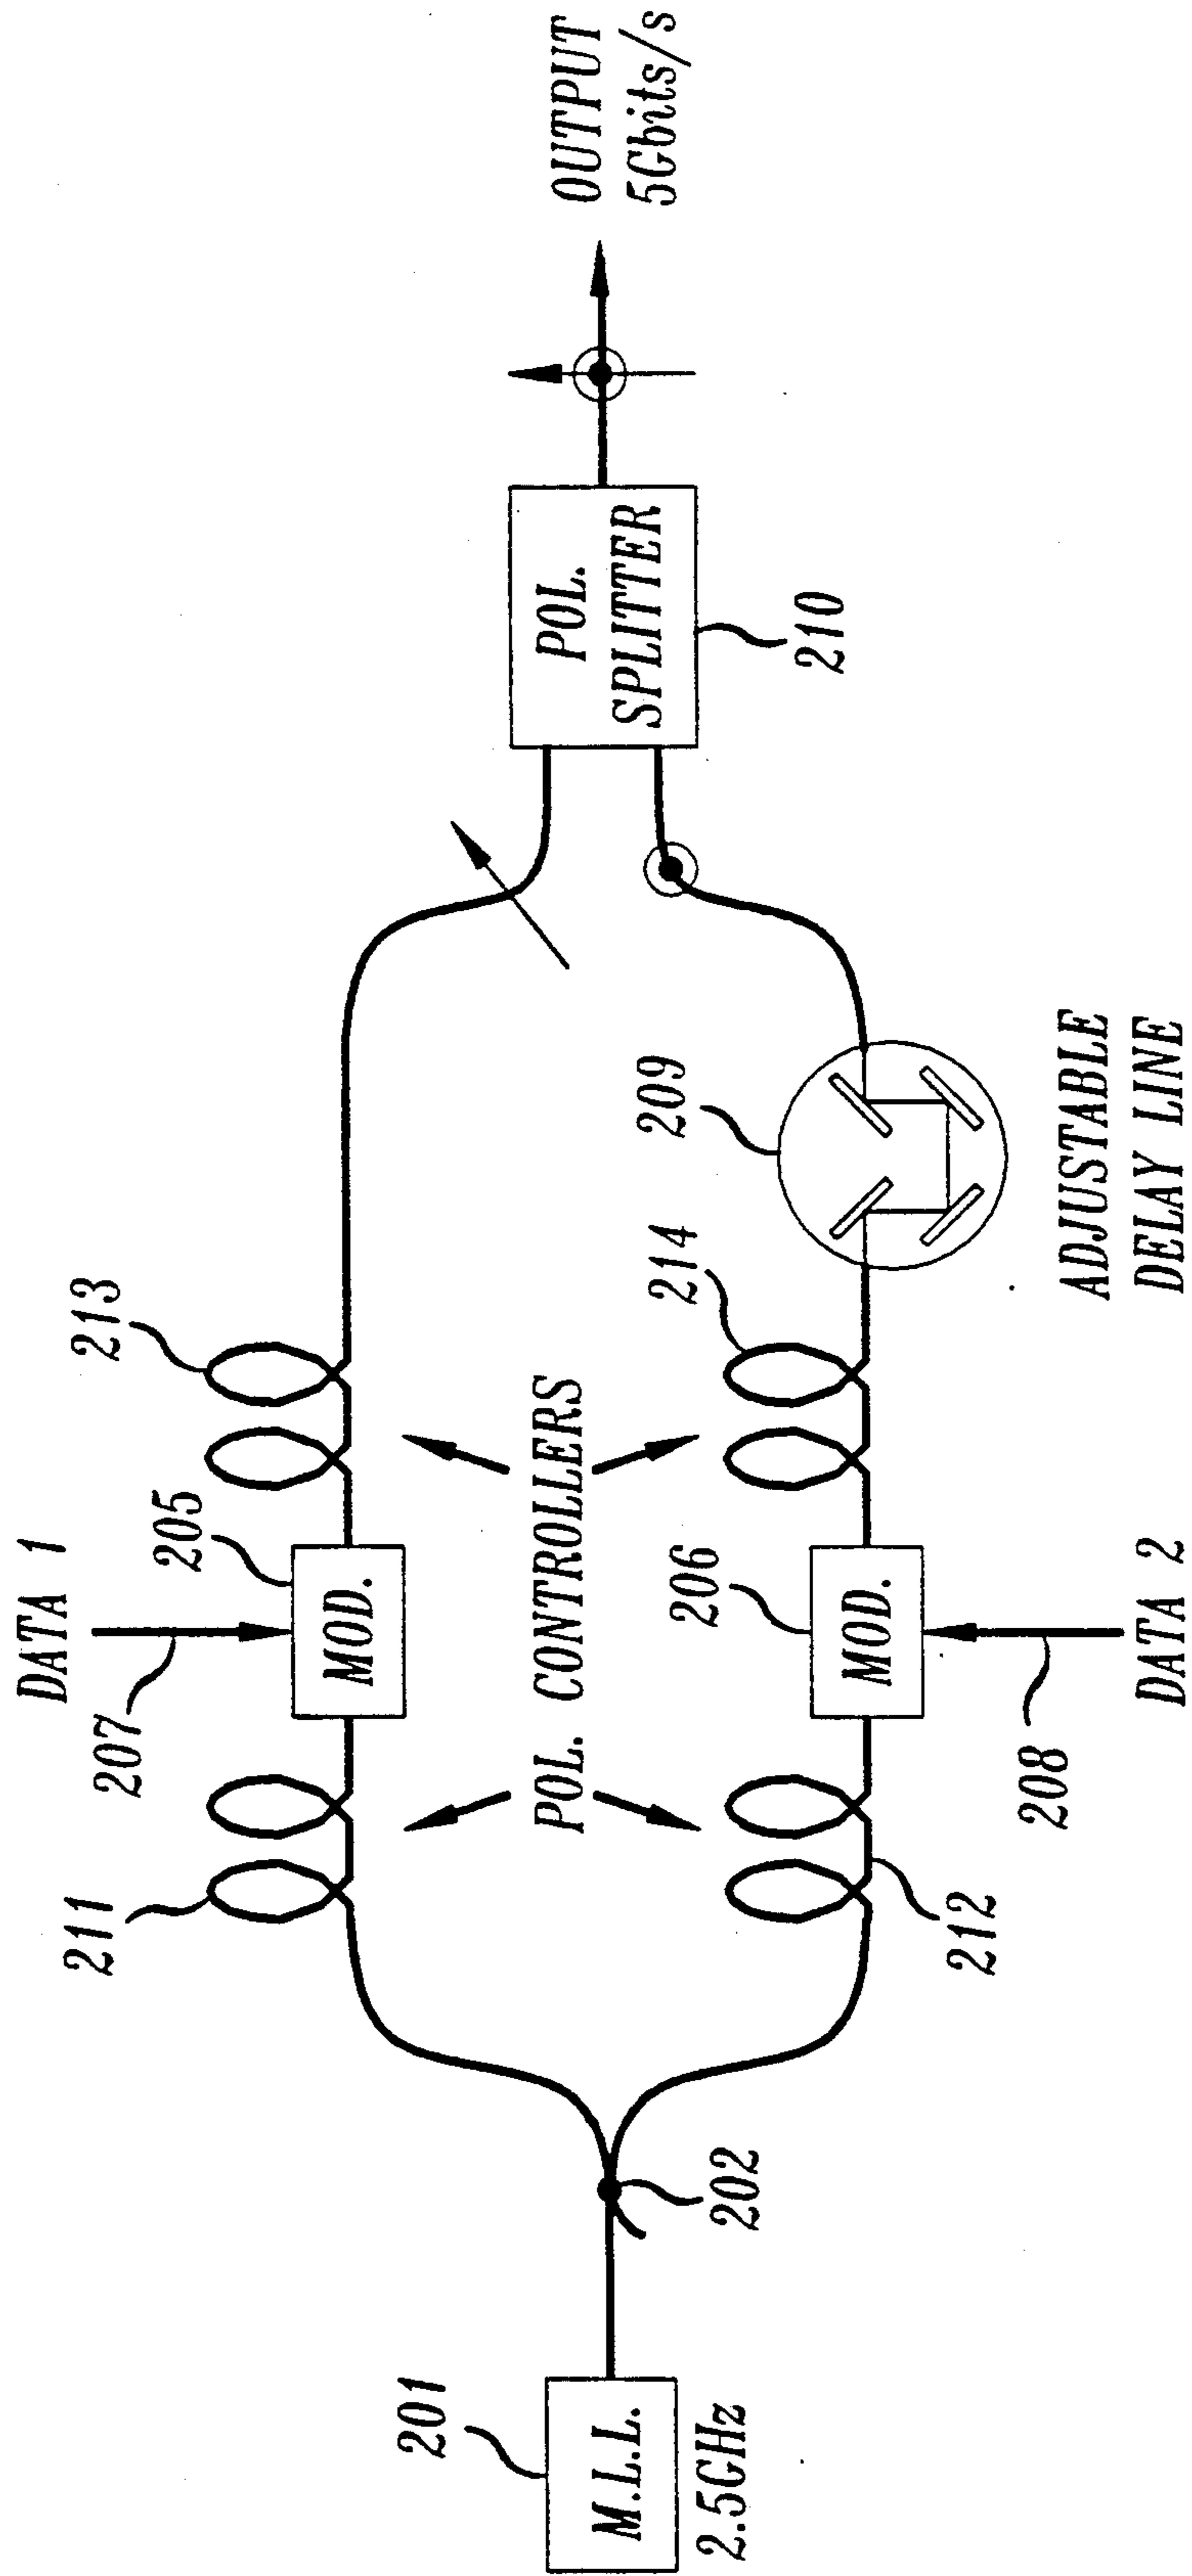 DATA 1
207
205
213
211
MOD.
POL. CONTROLLERS
201
M.L.L.
2.5GHz
202
212
206
MOD.
214
209
208
DATA 2
ADJUSTABLE
DELAY LINE
POL.
SPLITTER
210
OUTPUT
5Gbits/s